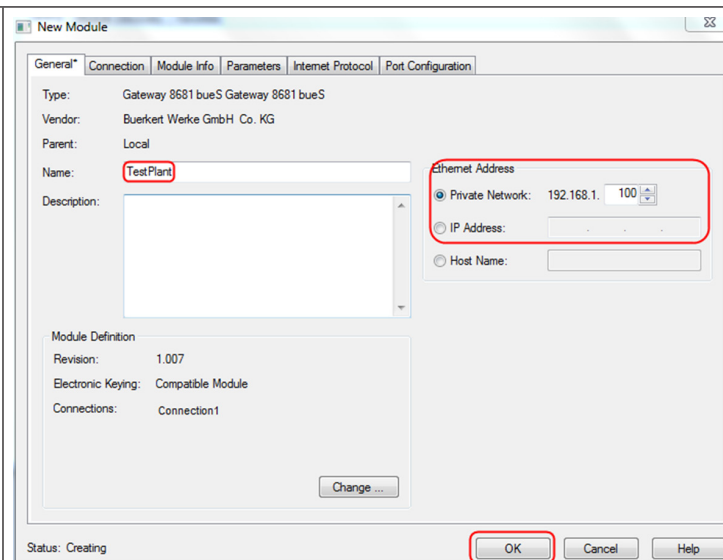 New Module
General* Connection Module Info Parameters Internet Protocol Port Configuration
Type: Gateway 8681 bueS Gateway 8681 bueS
Vendor: Buerkert Werke GmbH Co. KG
Parent: Local
Name: TestPlant
Description:
Ethernet Address
Private Network: 192.168.1. 100
IP Address: . . .
Host Name:
Module Definition
Revision: 1.007
Electronic Keying: Compatible Module
Connections: Connection1
Change ...
Status: Creating
OK Cancel Help